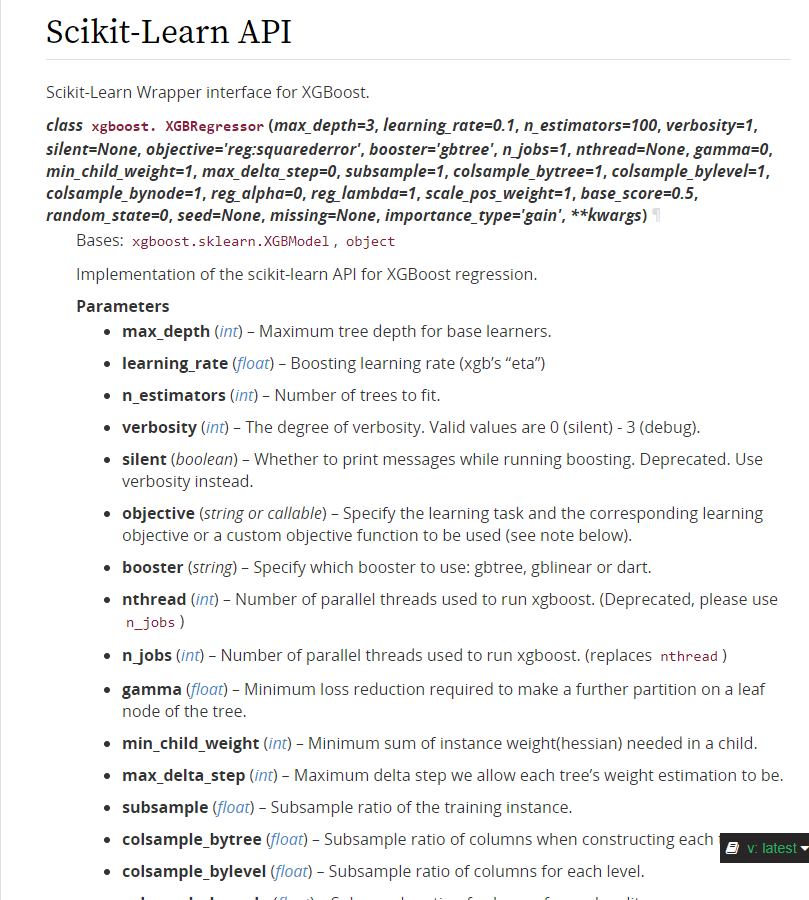 Scikit-Learn API
Scikit-Learn Wrapper interface for XGBoost.
class xgboost. XGBRegressor (max_depth=3, learning_rate=0.1, n_estimators=100, verbosity=1,
silent=None, objective='reg:squarederror', booster='gbtree', n_jobs=1, nthread=None, gamma=0,
min_child_weight=1, max_delta_step=0, subsample=1, colsample_bytree=1, colsample_bylevel=1,
colsample_bynode=1, reg_alpha=0, reg_lambda=1, scale_pos_weight=1, base_score=0.5,
random_state=0, seed=None, missing=None, importance_type='gain', **kwargs) ¶
Bases: xgboost.sklearn.XGBModel , object
Implementation of the scikit-learn API for XGBoost regression.
Parameters
• max_depth (int) – Maximum tree depth for base learners.
• learning_rate (float) – Boosting learning rate (xgb’s “eta”)
• n_estimators (int) – Number of trees to fit.
• verbosity (int) – The degree of verbosity. Valid values are 0 (silent) - 3 (debug).
• silent (boolean) – Whether to print messages while running boosting. Deprecated. Use
verbosity instead.
• objective (string or callable) – Specify the learning task and the corresponding learning
objective or a custom objective function to be used (see note below).
• booster (string) – Specify which booster to use: gbtree, gblinear or dart.
• nthread (int) – Number of parallel threads used to run xgboost. (Deprecated, please use
n_jobs )
• n_jobs (int) – Number of parallel threads used to run xgboost. (replaces nthread )
• gamma (float) – Minimum loss reduction required to make a further partition on a leaf
node of the tree.
• min_child_weight (int) – Minimum sum of instance weight(hessian) needed in a child.
• max_delta_step (int) – Maximum delta step we allow each tree’s weight estimation to be.
• subsample (float) – Subsample ratio of the training instance.
• colsample_bytree (float) – Subsample ratio of columns when constructing each
v: latest
• colsample_bylevel (float) – Subsample ratio of columns for each level.